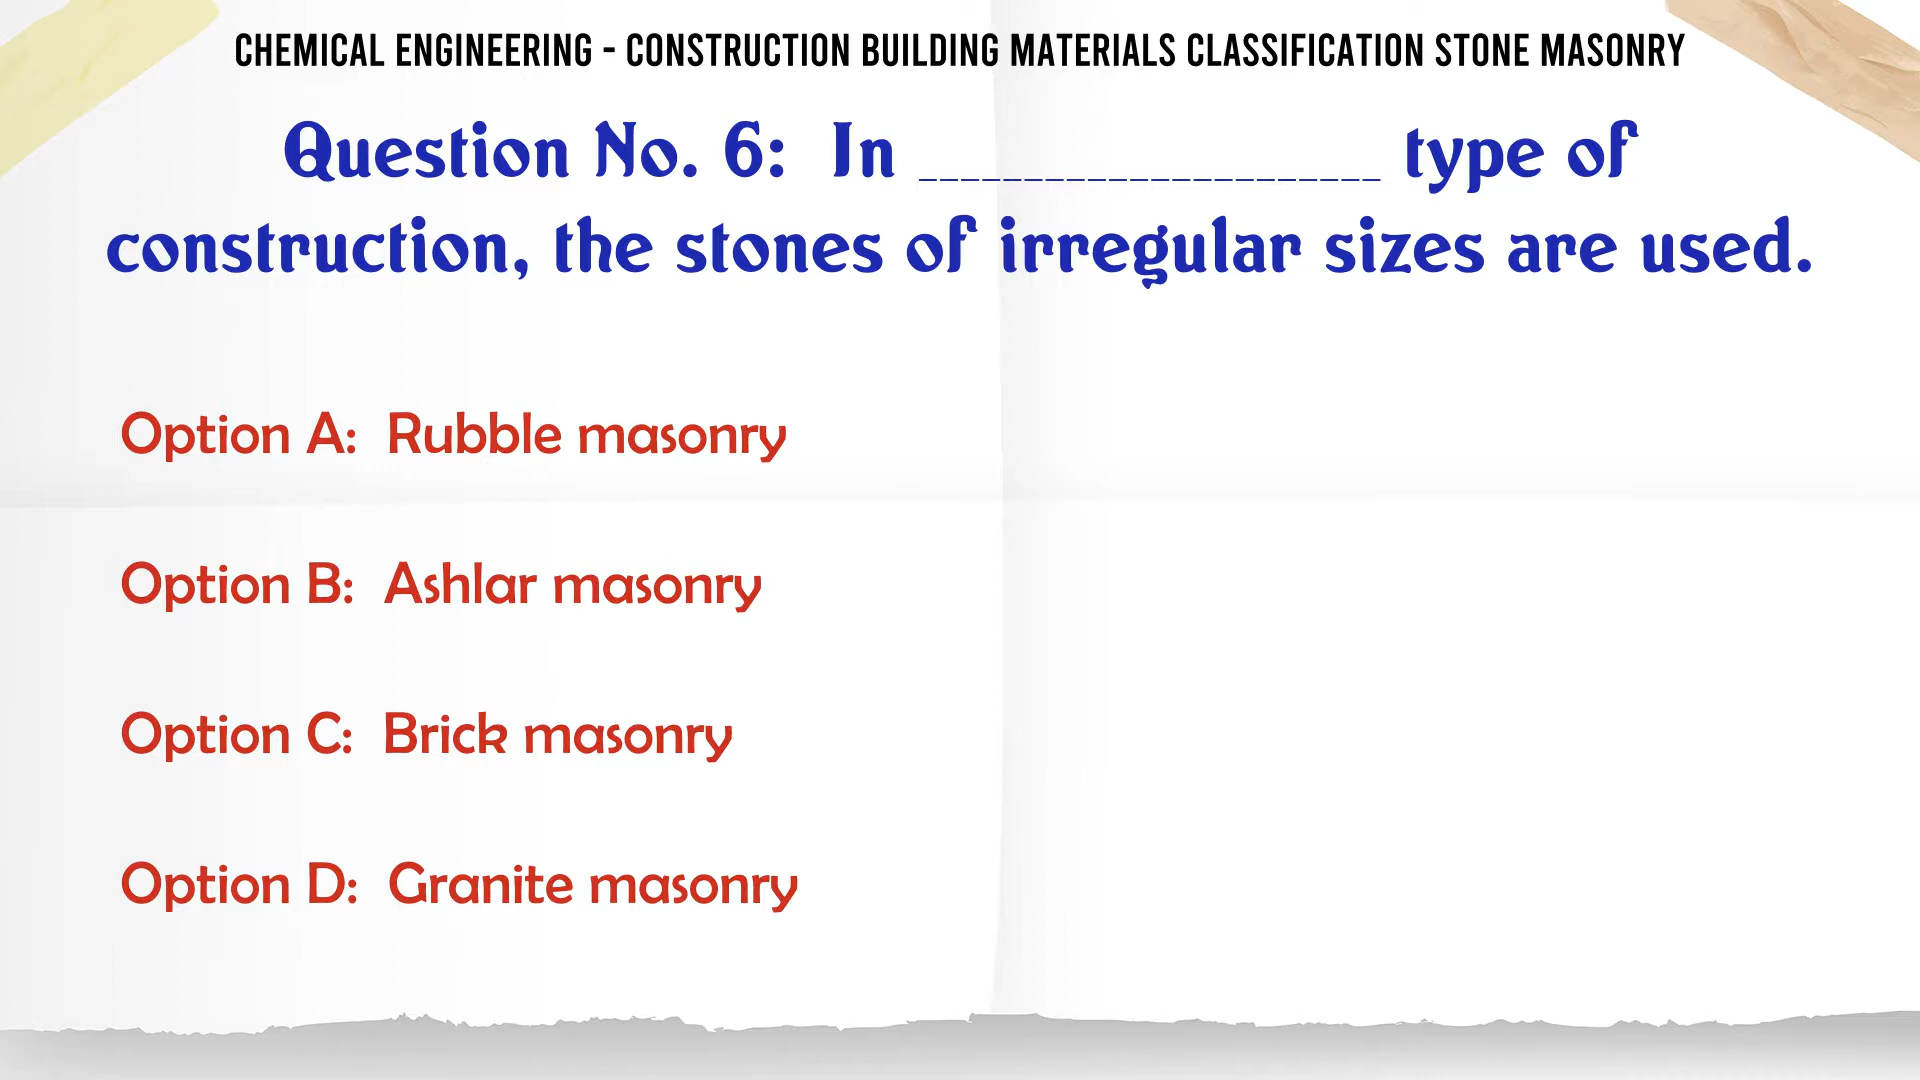 CHEMICAL ENGINEERING - CONSTRUCTION BUILDING MATERIALS CLASSIFICATION STONE MASONRY
Question No. 6: In ______________________ type of
construction, the stones of irregular sizes are used.
Option A: Rubble masonry
Option B: Ashlar masonry
Option C: Brick masonry
Option D: Granite masonry